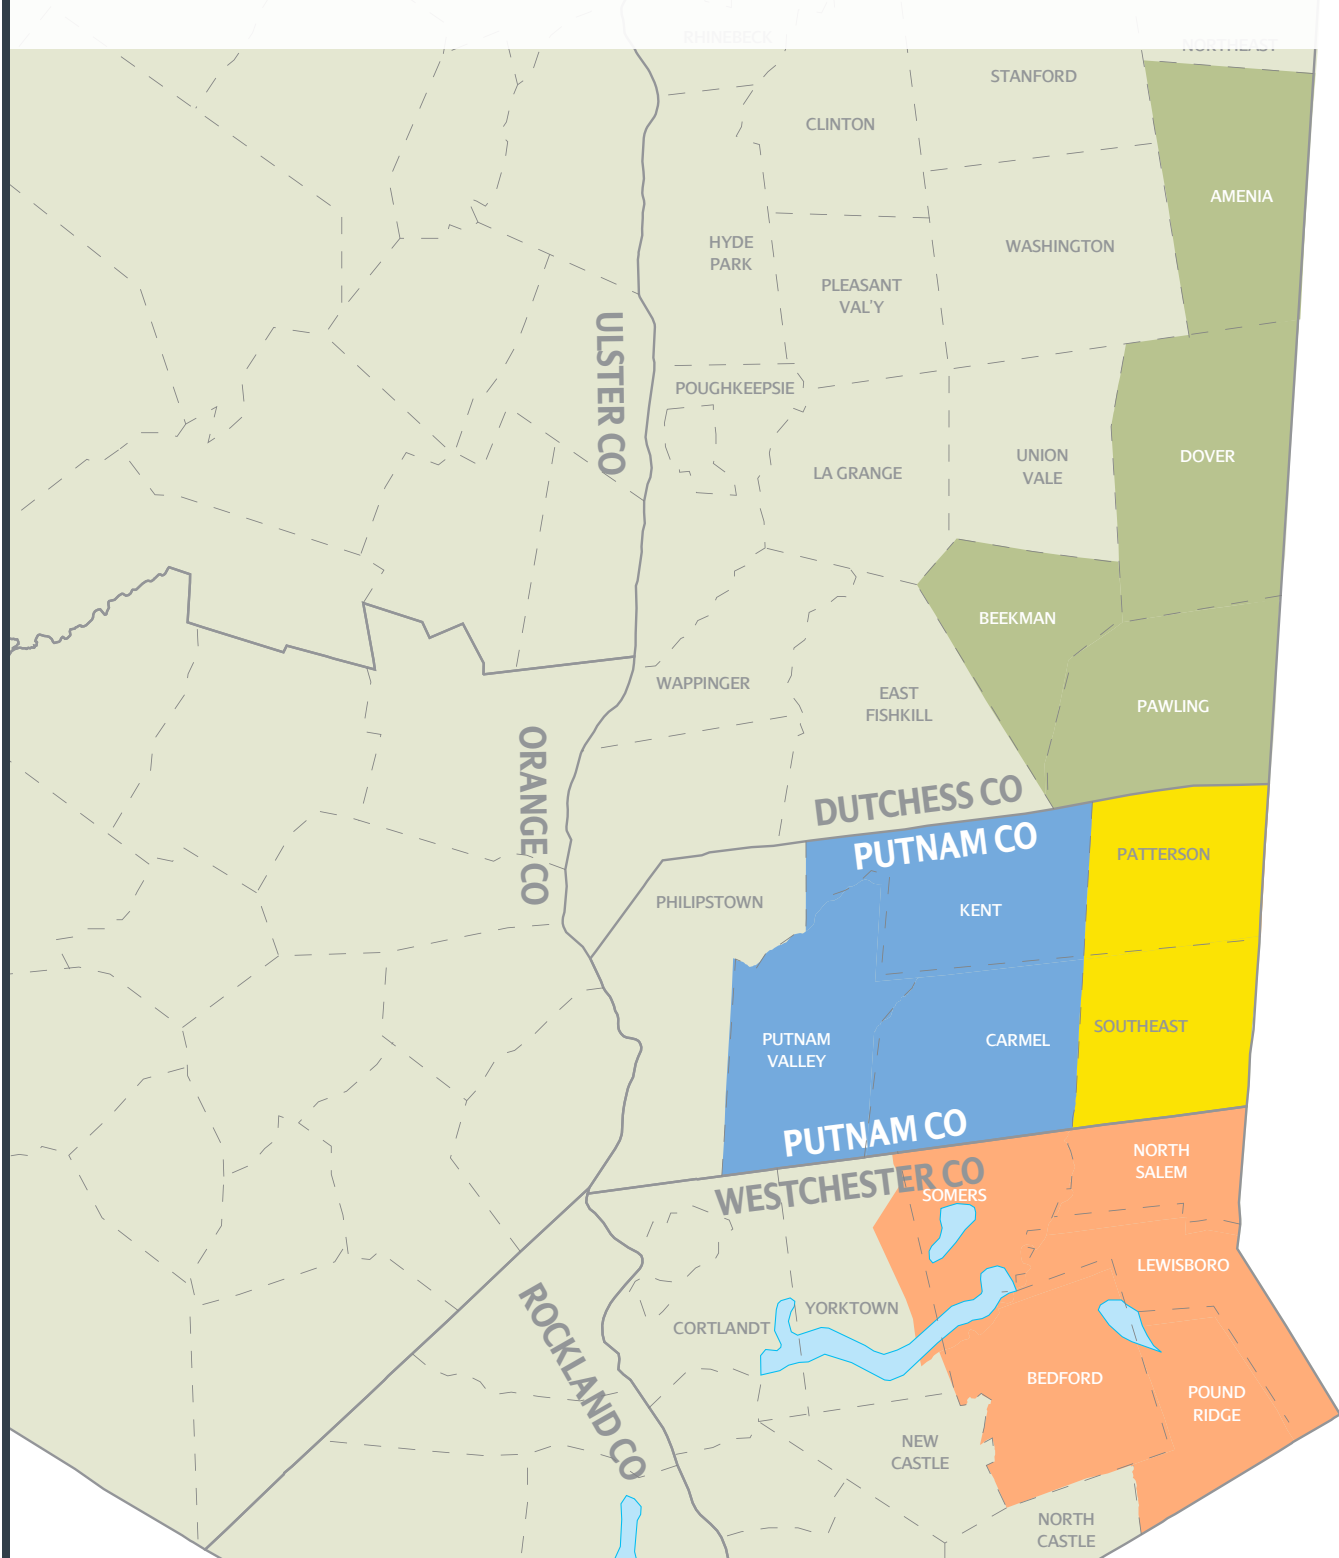 RHINEBECK
NORTHEAST
STANFORD
CLINTON
AMENIA
HYDE
PARK
WASHINGTON
PLEASANT
VAL'Y
ULSTER CO
POUGHKEEPSIE
LA GRANGE
UNION
VALE
DOVER
BEEKMAN
WAPPINGER
EAST
FISHKILL
PAWLING
ORANGE CO
DUTCHESS CO
PUTNAM CO
PATTERSON
PHILIPSTOWN
KENT
PUTNAM
VALLEY
CARMEL
SOUTHEAST
PUTNAM CO
WESTCHESTER CO
NORTH
SALEM
SOMERS
LEWISBORO
ROCKLAND CO
CORTLANDT
YORKTOWN
BEDFORD
POUND
RIDGE
NEW
CASTLE
NORTH
CASTLE